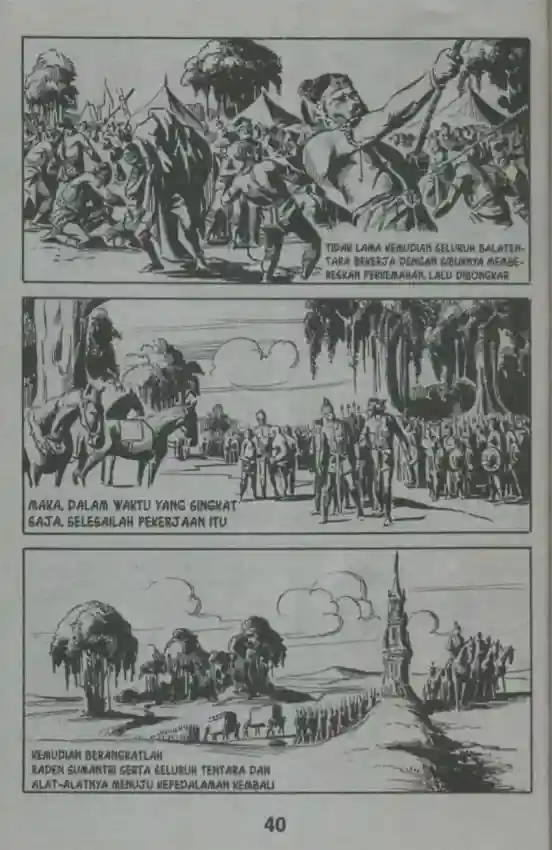 TIDAK LAMA KEMUDIAN SELURUH BALATEN-
TARA BEKERJA DENGAN SIBUKNYA MEMBE-
RESKAN PERKEMAHAN, LALU DIBONGKAR
MAKA, DALAM WAKTU YANG SINGKAT
SAJA, SELESAILAH PEKERJAAN ITU
KEMUDIAN BERANGKATLAH
RADEN SUMANTRI SERTA SELURUH TENTARA DAN
ALAT-ALATNYA MENUJU KEPEDALAMAN KEMBALI
40